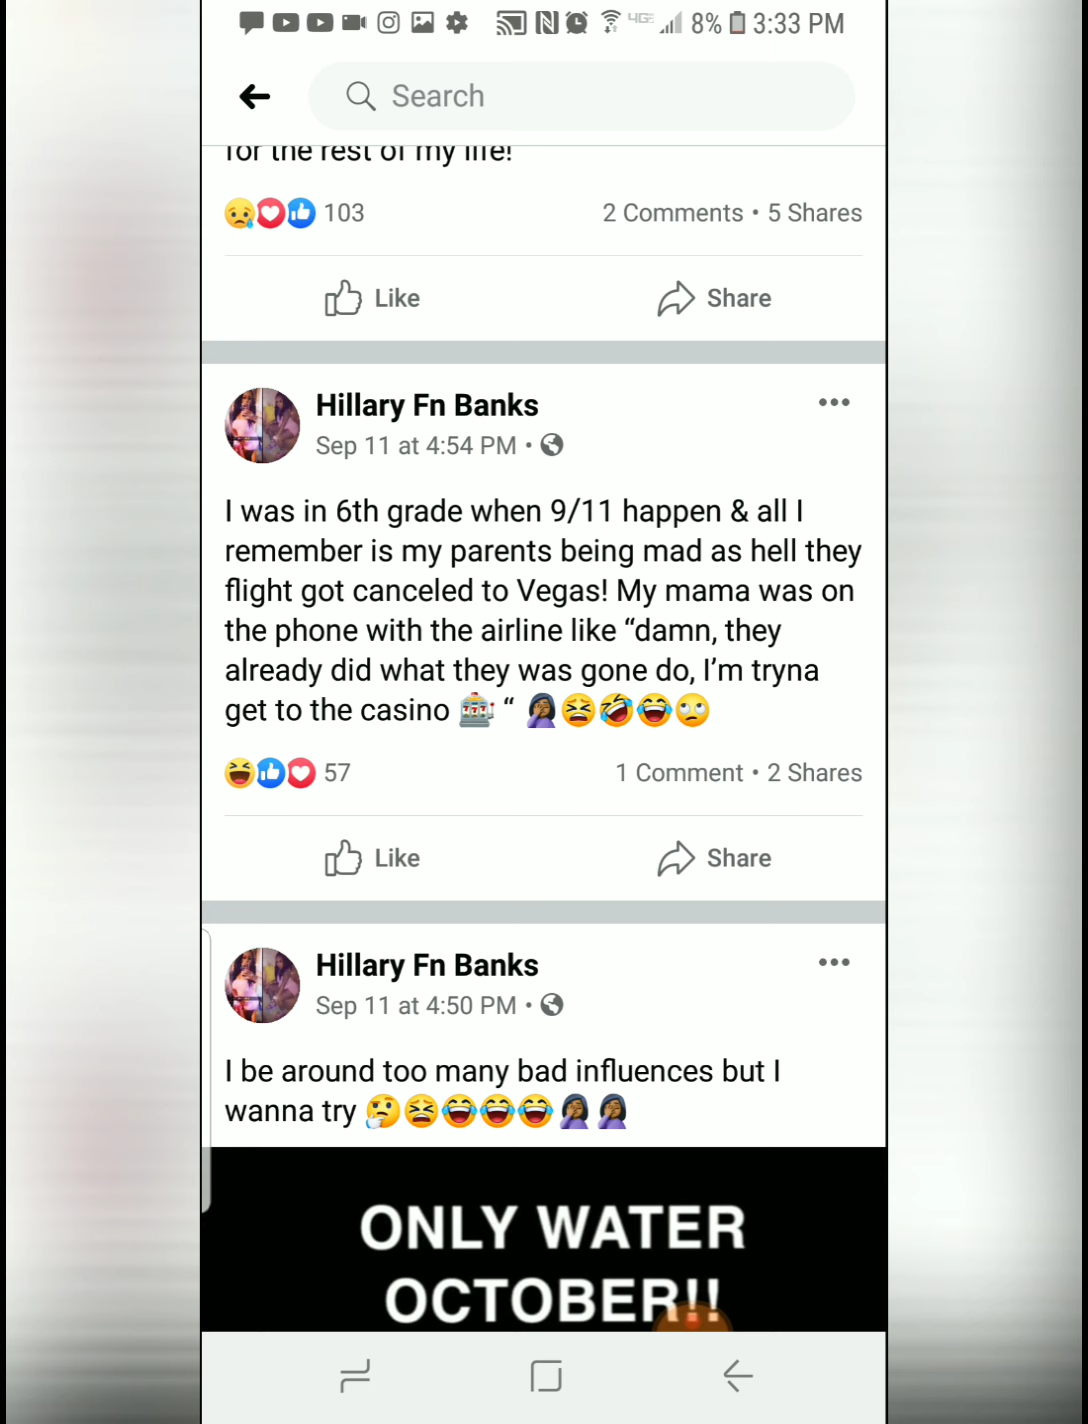 4GE 8% 3:33 PM
Search
for the rest of my life!
103 2 Comments • 5 Shares
Like Share
Hillary Fn Banks
Sep 11 at 4:54 PM •
I was in 6th grade when 9/11 happen & all I
remember is my parents being mad as hell they
flight got canceled to Vegas! My mama was on
the phone with the airline like “damn, they
already did what they was gone do, I’m tryna
get to the casino 🎰 “ 🤦🏾‍♀️😫🤣😂🙄
57 1 Comment • 2 Shares
Like Share
Hillary Fn Banks
Sep 11 at 4:50 PM •
I be around too many bad influences but I
wanna try 🤔😫😂😂😂🤦🏾‍♀️🤦🏾‍♀️
ONLY WATER
OCTOBER!!